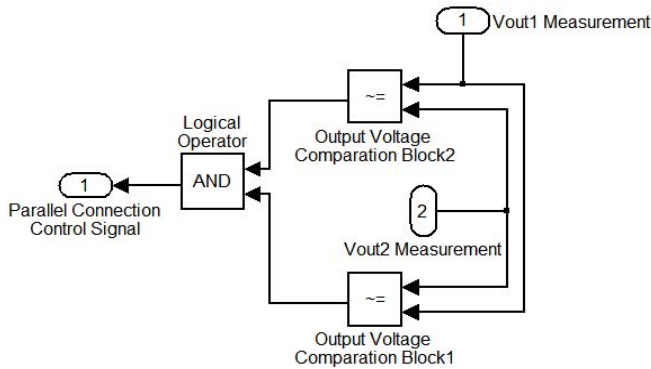 1
Vout1 Measurement
~=
Output Voltage
Comparation Block2
Logical
Operator
AND
1
Parallel Connection
Control Signal
2
Vout2 Measurement
~=
Output Voltage
Comparation Block1